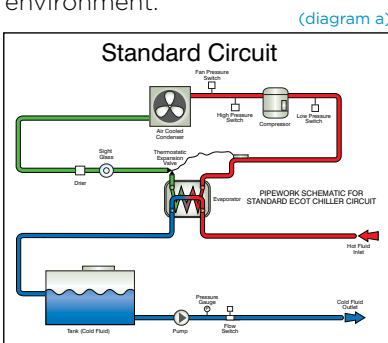 environment.
(diagram a)
Standard Circuit
Fan Pressure
Switch
High Pressure
Switch
Low Pressure
Switch
Compressor
Air Cooled
Condenser
Sight
Glass
Thermostatic
Expansion
Valve
Drier
Evaporator
PIPEWORK SCHEMATIC FOR
STANDARD ECOT CHILLER CIRCUIT
Hot Fluid
Inlet
Pressure
Gauge
Cold Fluid
Outlet
Tank (Cold Fluid)
Pump
Flow
Switch